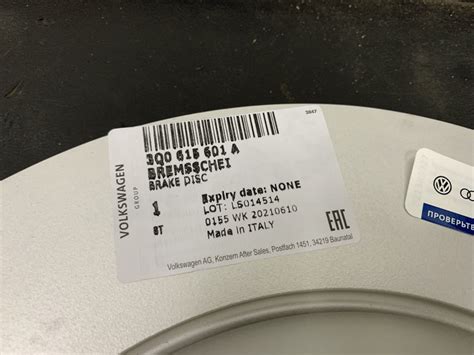 3847
3Q0 615 601 A
BREMSSCHEI
BRAKE DISC
1
Expiry date: NONE
LOT: LS014514
ST
0155 WK 20210610
Made in ITALY
EAC
Volkswagen AG, Konzern After Sales, Postfach 1451, 34219 Baunatal
VOLKSWAGEN
GROUP
ПРОВЕРЬТЕ